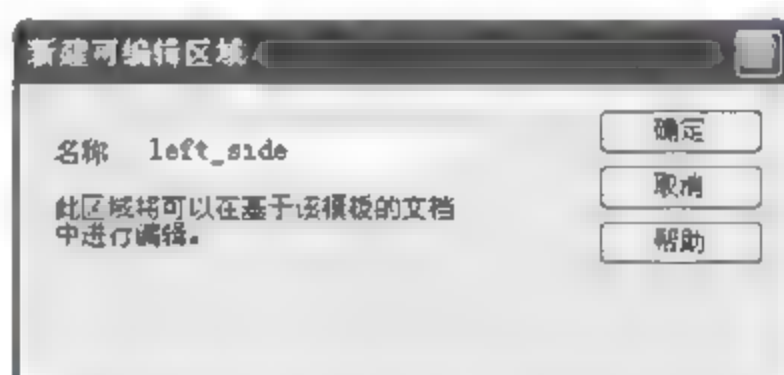 新建可编辑区域
名称 left_side
确定
取消
帮助
此区域将可以在基于该模板的文档
中进行编辑。